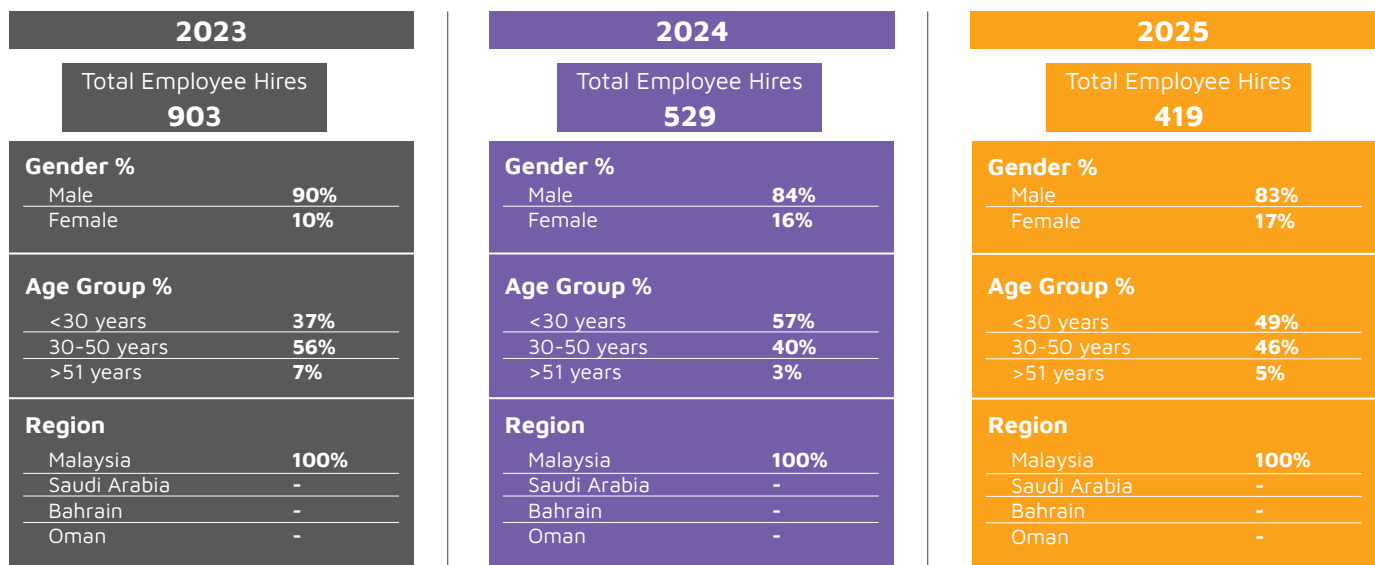 2023
Total Employee Hires
903
Gender %
Male 90%
Female 10%
Age Group %
<30 years 37%
30-50 years 56%
>51 years 7%
Region
Malaysia 100%
Saudi Arabia -
Bahrain -
Oman -
2024
Total Employee Hires
529
Gender %
Male 84%
Female 16%
Age Group %
<30 years 57%
30-50 years 40%
>51 years 3%
Region
Malaysia 100%
Saudi Arabia -
Bahrain -
Oman -
2025
Total Employee Hires
419
Gender %
Male 83%
Female 17%
Age Group %
<30 years 49%
30-50 years 46%
>51 years 5%
Region
Malaysia 100%
Saudi Arabia -
Bahrain -
Oman -